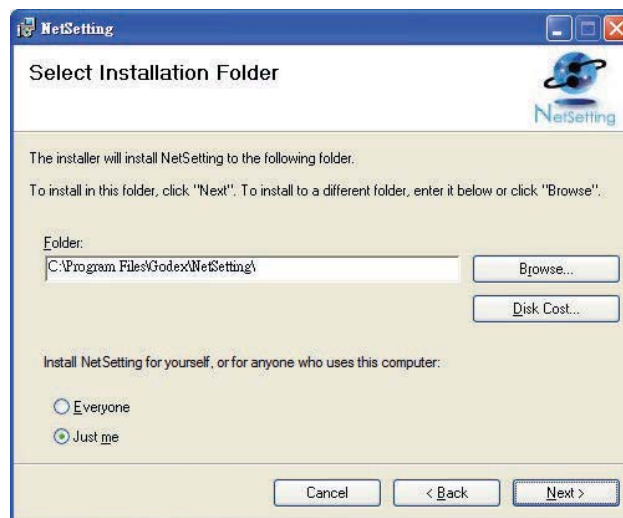 NetSetting
Select Installation Folder
NetSetting
The installer will install NetSetting to the following folder.
To install in this folder, click "Next". To install to a different folder, enter it below or click "Browse".
Folder:
C:\Program Files\Godex\NetSetting\
Browse...
Disk Cost...
Install NetSetting for yourself, or for anyone who uses this computer:
Everyone
Just me
Cancel
< Back
Next >